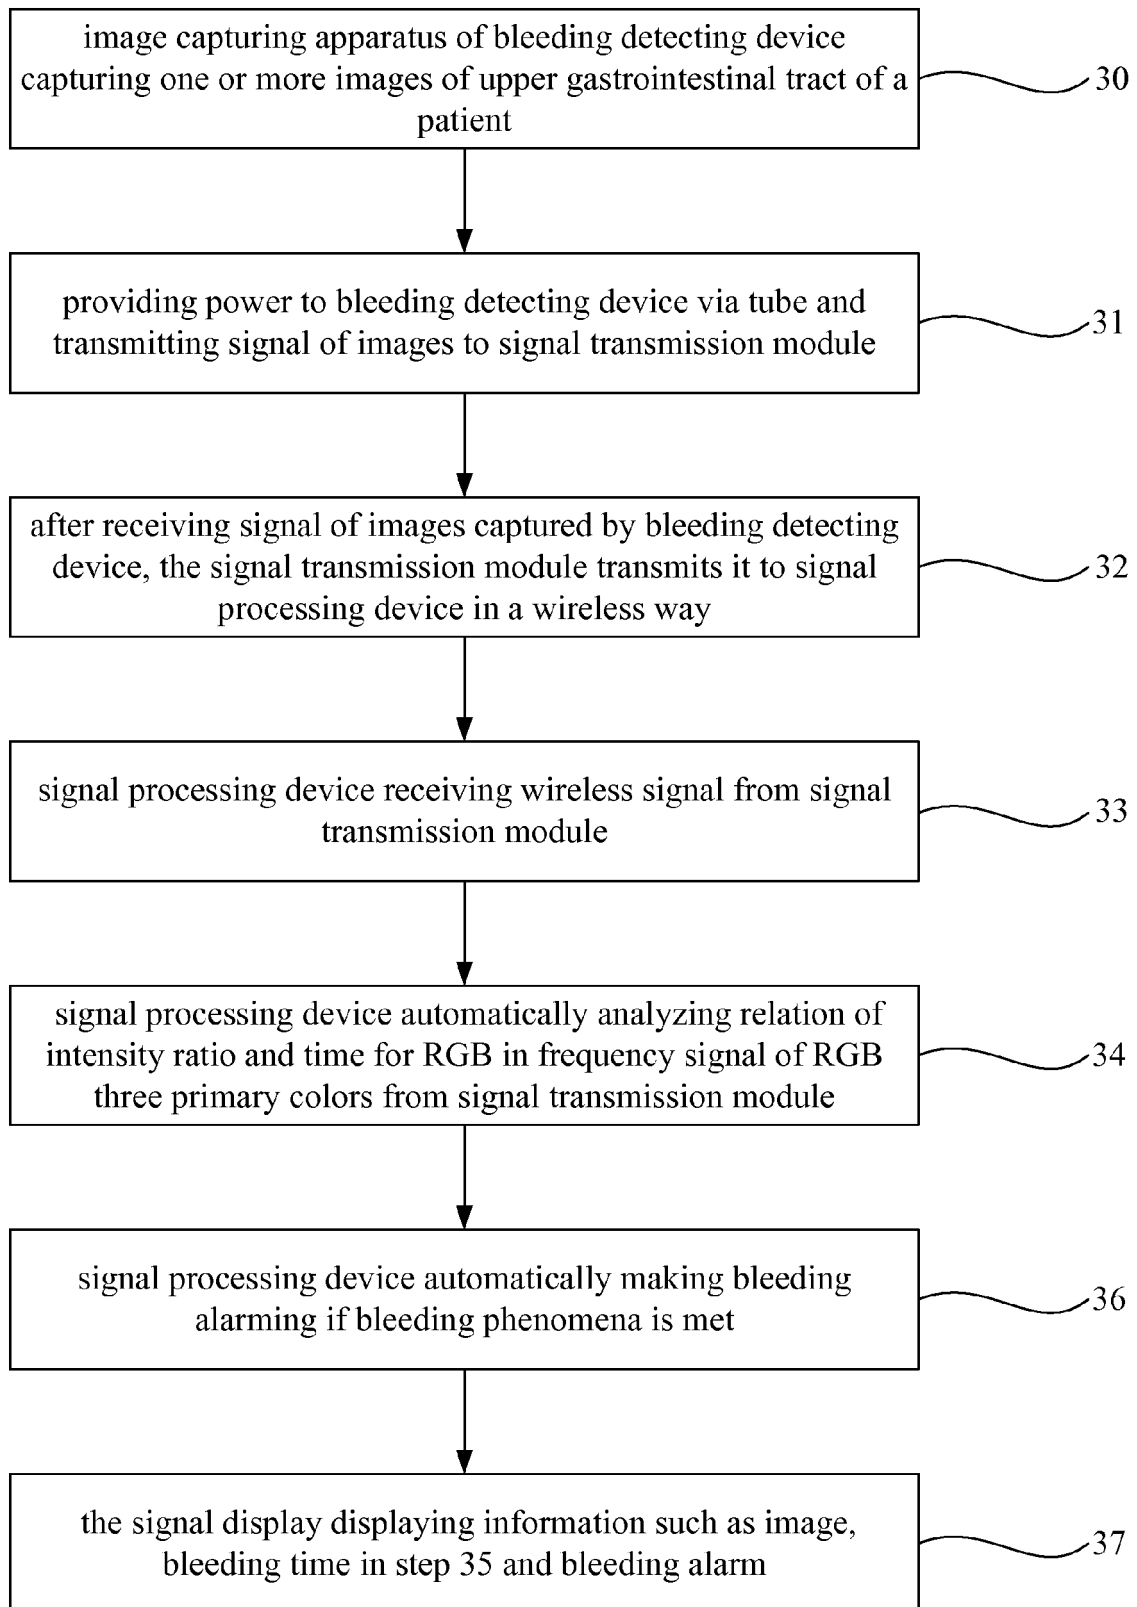 image capturing apparatus of bleeding detecting device
capturing one or more images of upper gastrointestinal tract of a
patient
30
providing power to bleeding detecting device via tube and
transmitting signal of images to signal transmission module
31
after receiving signal of images captured by bleeding detecting
device, the signal transmission module transmits it to signal
processing device in a wireless way
32
signal processing device receiving wireless signal from signal
transmission module
33
signal processing device automatically analyzing relation of
intensity ratio and time for RGB in frequency signal of RGB
three primary colors from signal transmission module
34
signal processing device automatically making bleeding
alarming if bleeding phenomena is met
36
the signal display displaying information such as image,
bleeding time in step 35 and bleeding alarm
37